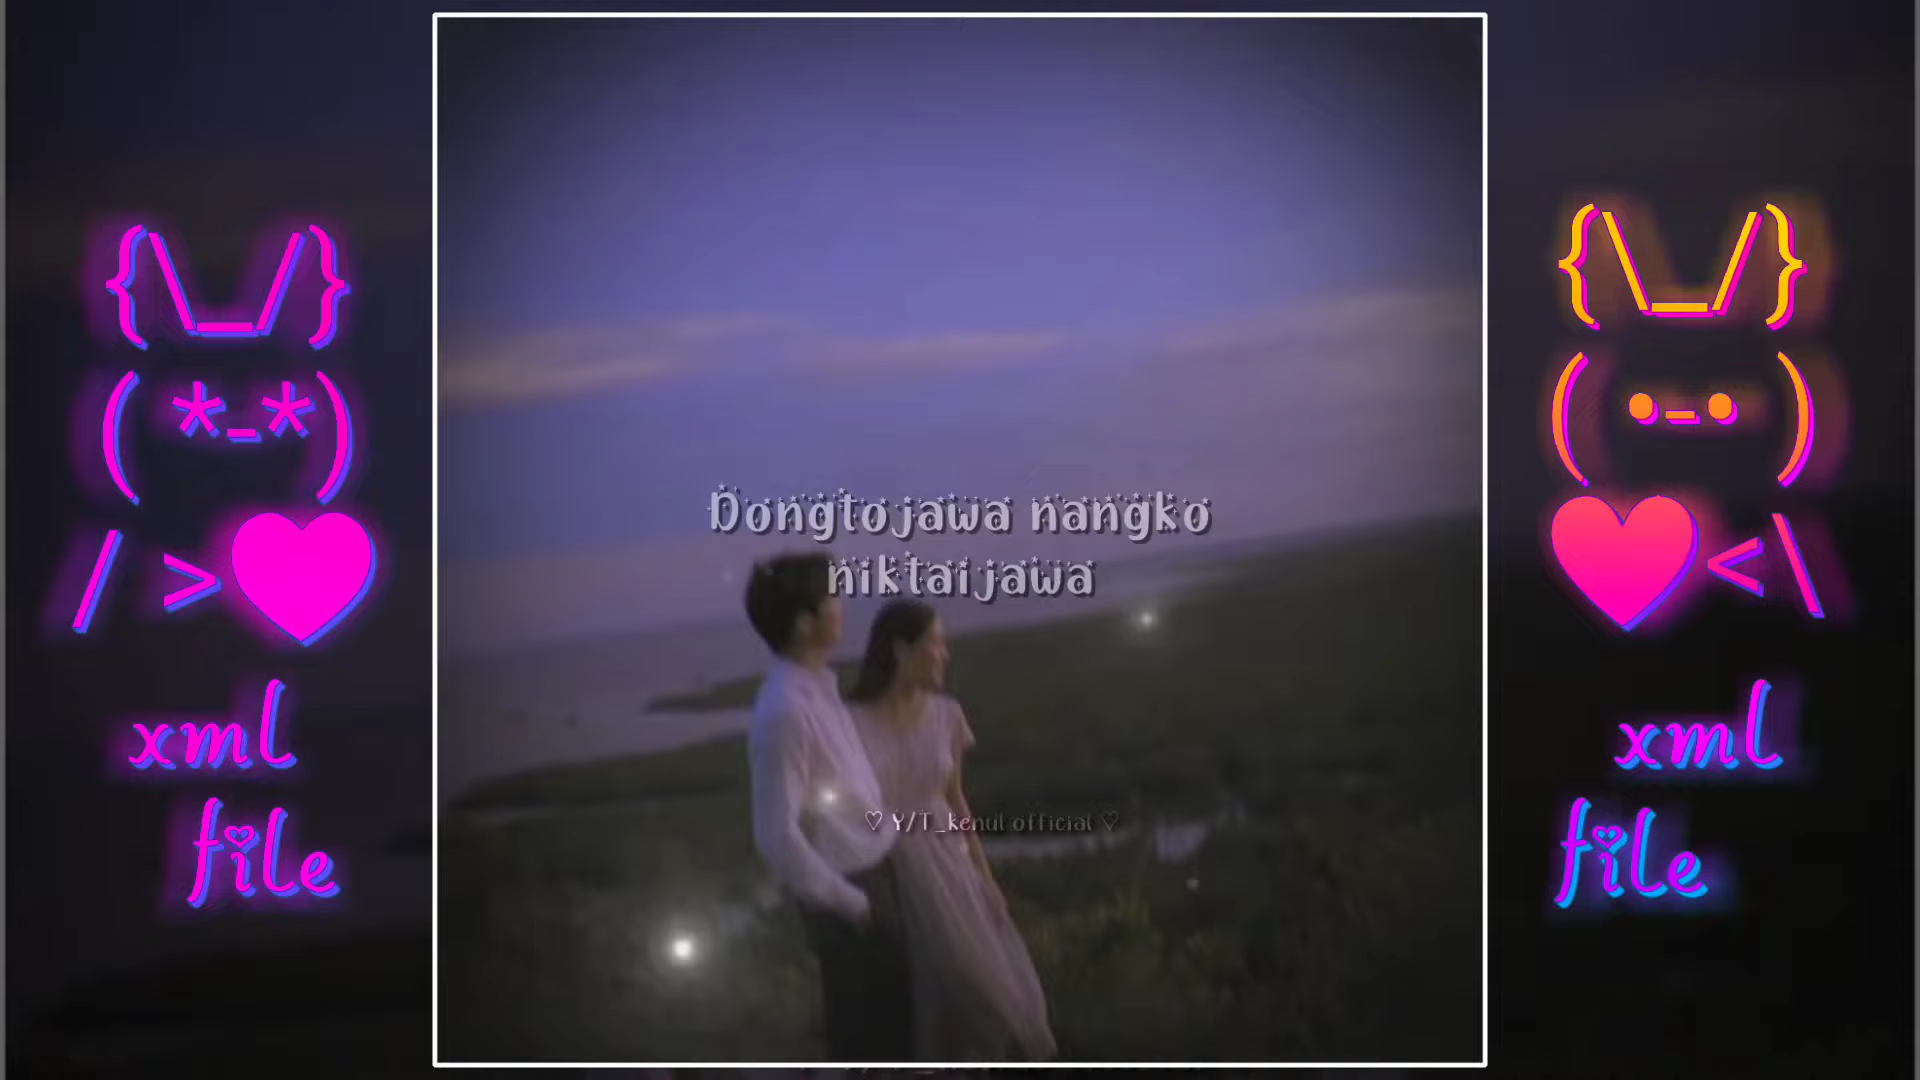 {\_/}
( *-* )
/ >♥
xml
file
Dongtojawa nangko
niktaijawa
♡ Y/T_kenul official ♡
{\_/}
( •-• )
♥<\
xml
file